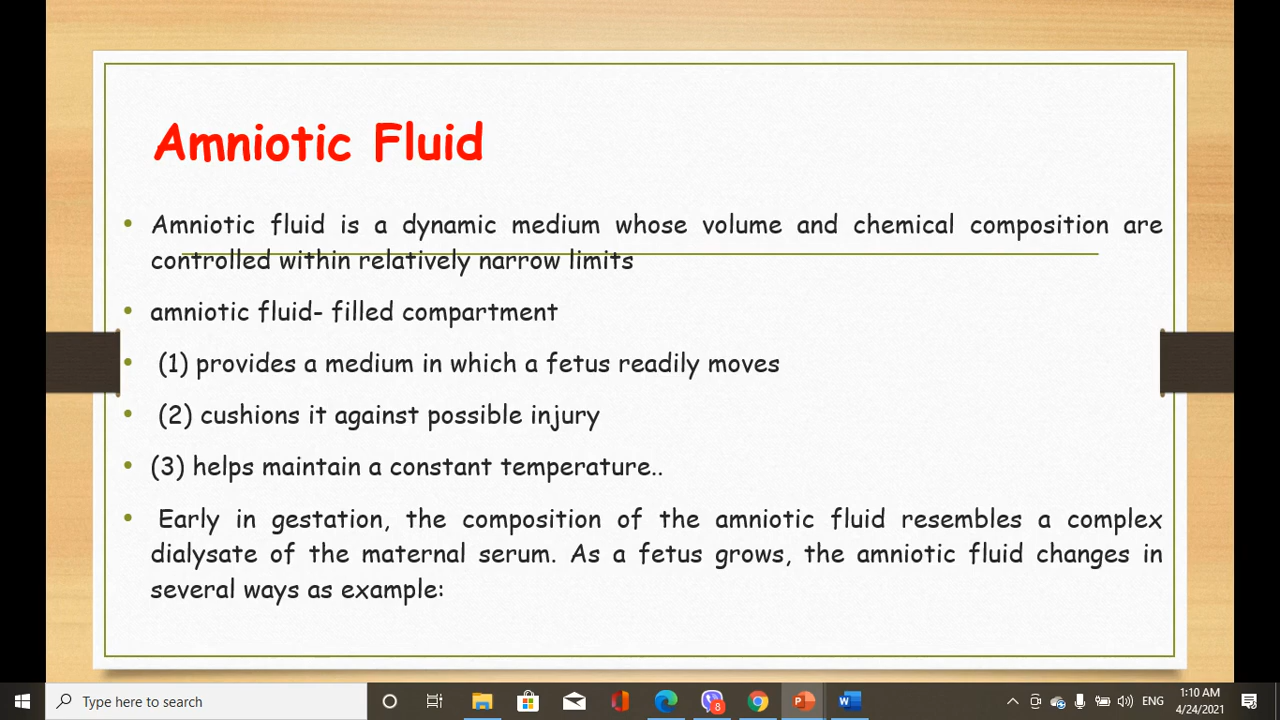 Amniotic Fluid
• Amniotic fluid is a dynamic medium whose volume and chemical composition are
controlled within relatively narrow limits
• amniotic fluid- filled compartment
• (1) provides a medium in which a fetus readily moves
• (2) cushions it against possible injury
• (3) helps maintain a constant temperature..
• Early in gestation, the composition of the amniotic fluid resembles a complex
dialysate of the maternal serum. As a fetus grows, the amniotic fluid changes in
several ways as example:
Type here to search
8
ENG
1:10 AM
4/24/2021